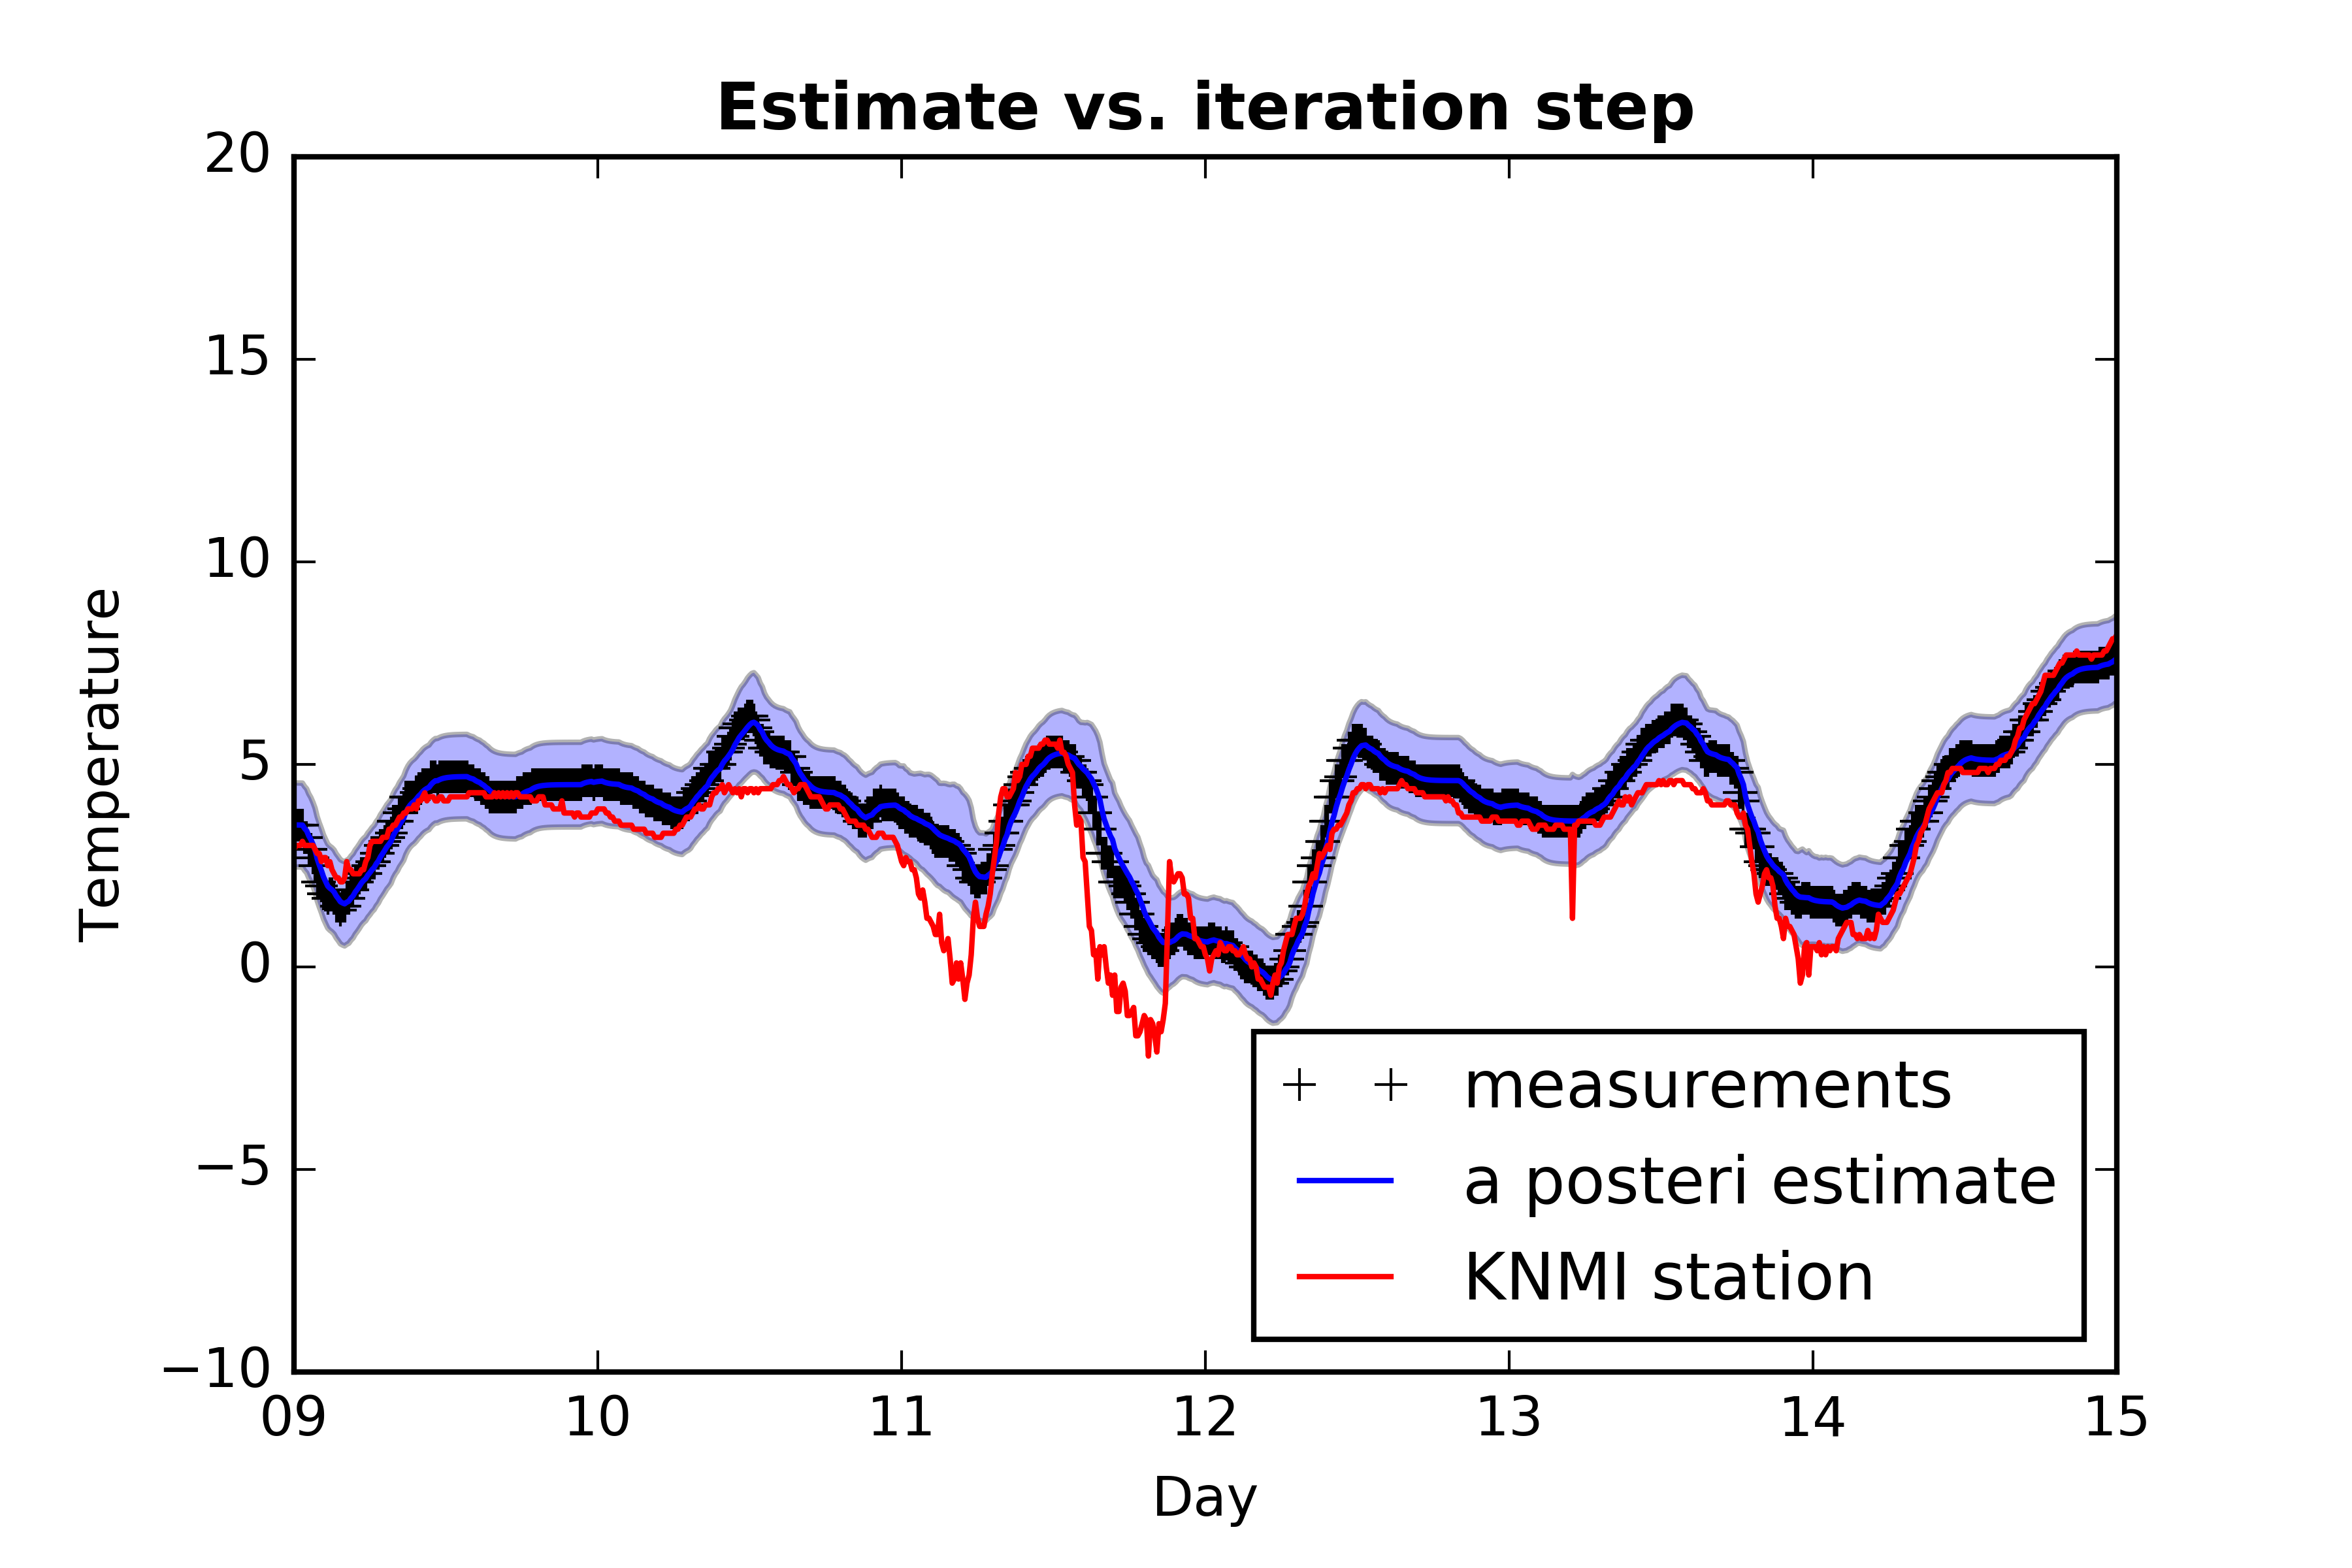 Estimate vs. iteration step
20
15
10
5
0
−5
−10
Temperature
measurements
a posteri estimate
KNMI station
09 10 11 12 13 14 15
Day